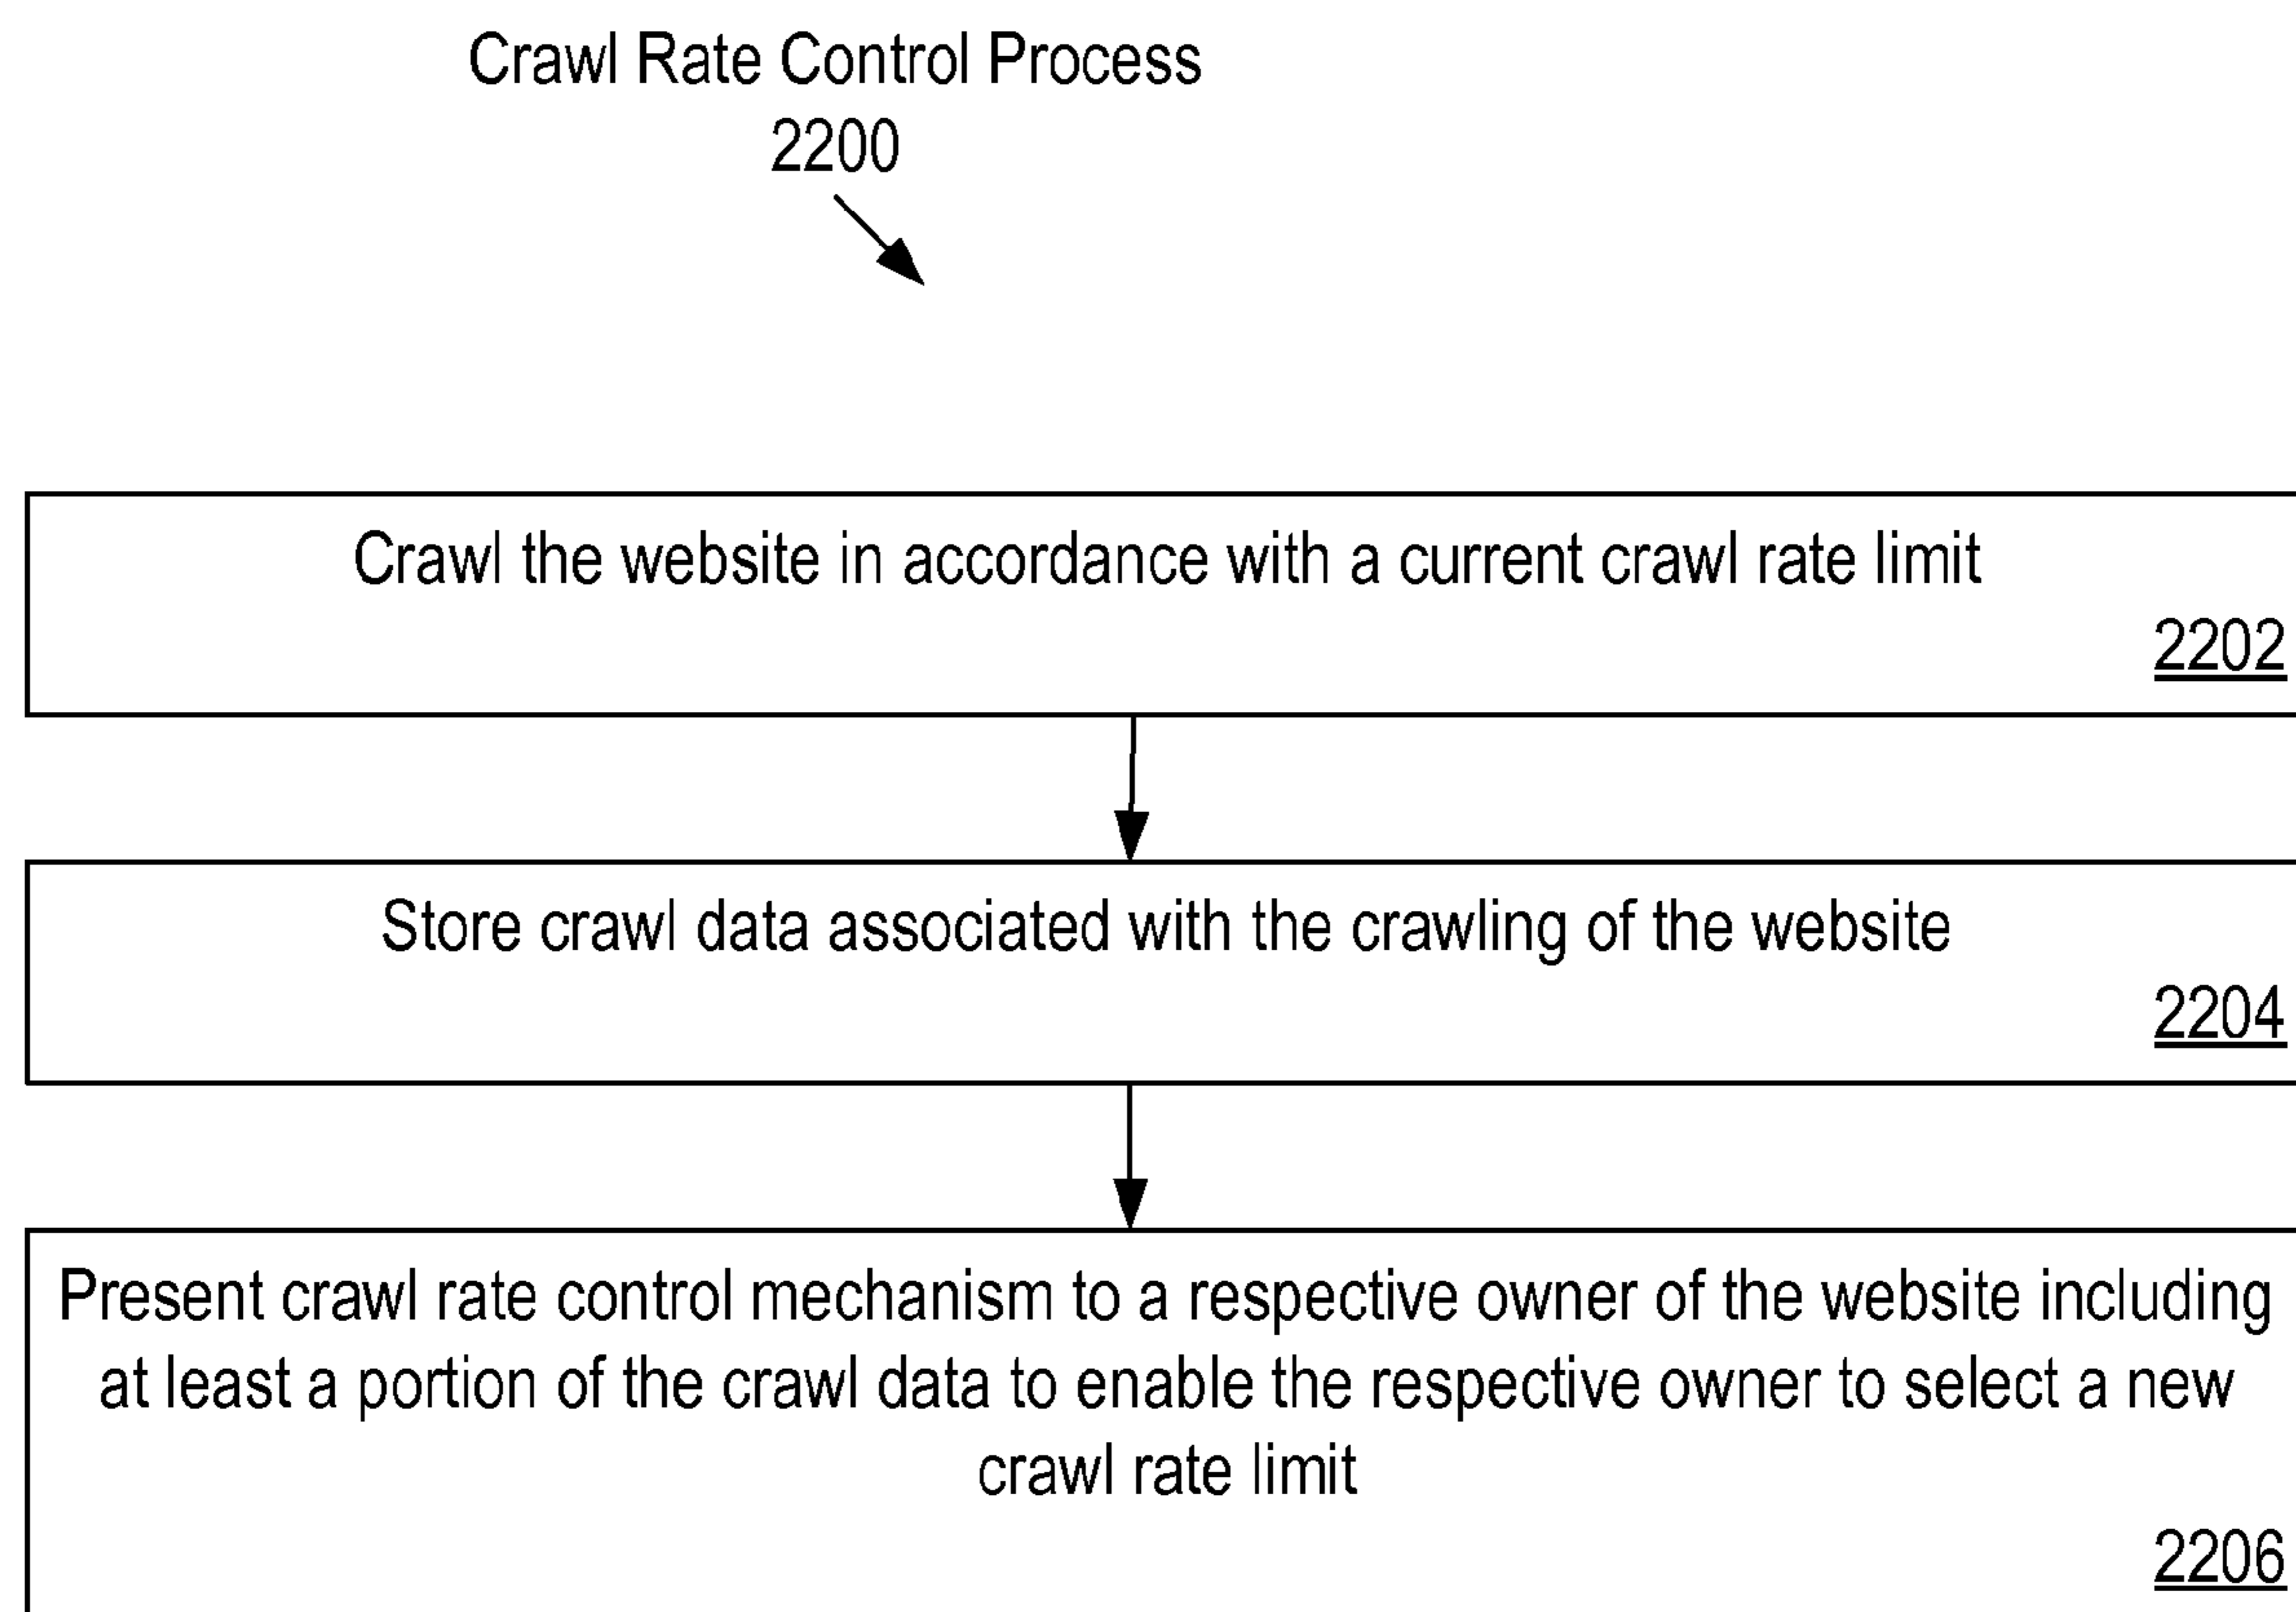 Crawl Rate Control Process
2200
Crawl the website in accordance with a current crawl rate limit
2202
Store crawl data associated with the crawling of the website
2204
Present crawl rate control mechanism to a respective owner of the website including
at least a portion of the crawl data to enable the respective owner to select a new
crawl rate limit
2206